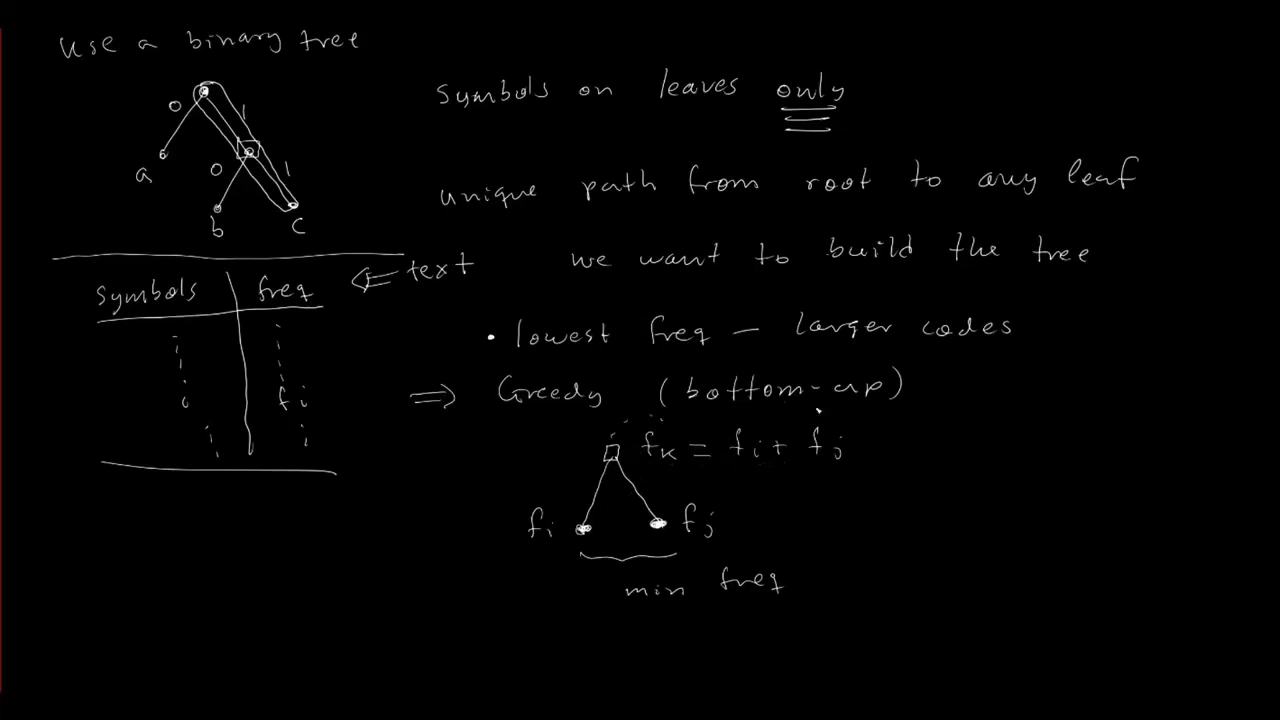 use a binary tree
0 1
a
0 1
b c
symbols on leaves only
unique path from root to any leaf
we want to build the tree
symbols freq ⇐ text
i fi
• lowest freq — larger codes
⇒ Greedy (bottom-up)
fk = fi + fj
fi fj
min freq